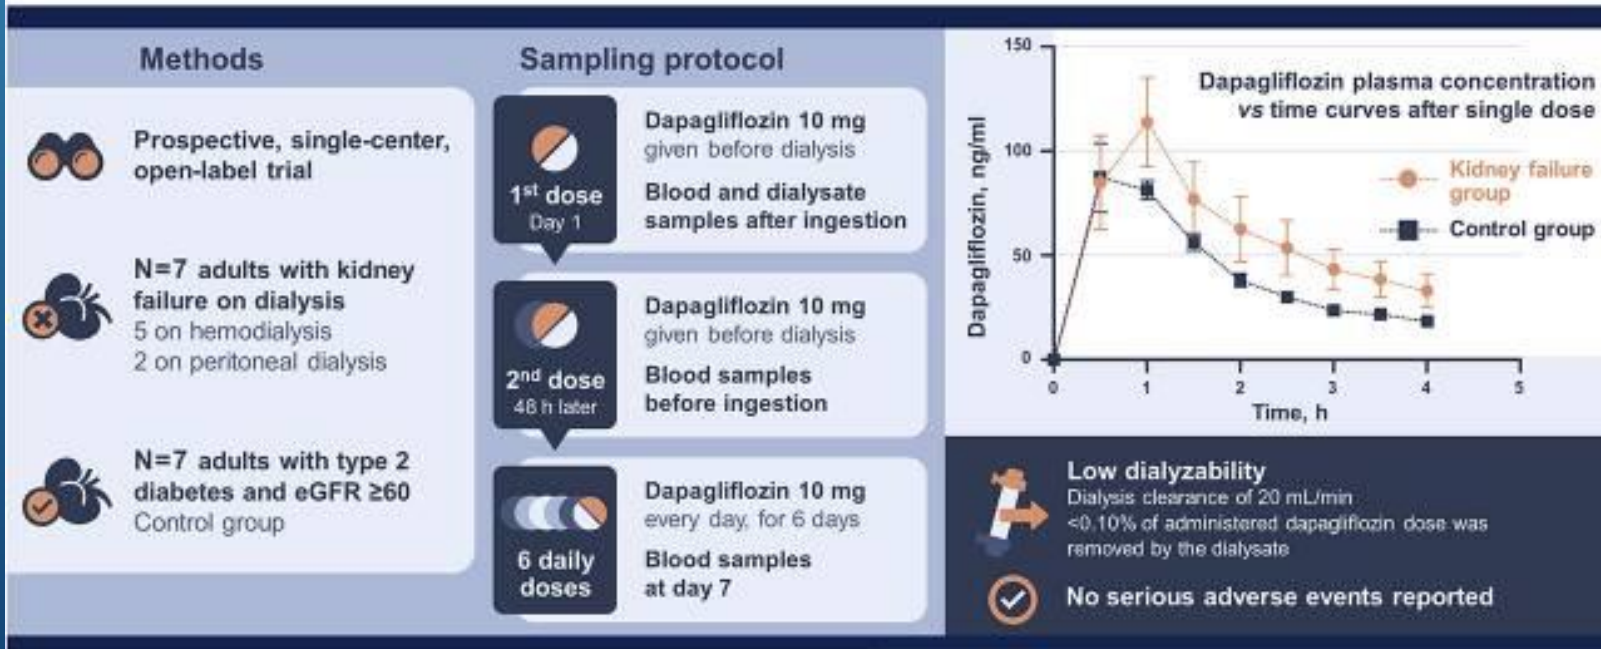 Methods
Prospective, single-center,
open-label trial
N=7 adults with kidney
failure on dialysis
5 on hemodialysis
2 on peritoneal dialysis
N=7 adults with type 2
diabetes and eGFR ≥60
Control group
Sampling protocol
1st dose
Day 1
Dapagliflozin 10 mg
given before dialysis
Blood and dialysate
samples after ingestion
2nd dose
48 h later
Dapagliflozin 10 mg
given before dialysis
Blood samples
before ingestion
6 daily
doses
Dapagliflozin 10 mg
every day, for 6 days
Blood samples
at day 7
Dapagliflozin plasma concentration
vs time curves after single dose
Kidney failure
group
Control group
Dapagliflozin, ng/ml
150
100
50
0
0 1 2 3 4 5
Time, h
Low dialyzability
Dialysis clearance of 20 mL/min
<0.10% of administered dapagliflozin dose was
removed by the dialysate
No serious adverse events reported